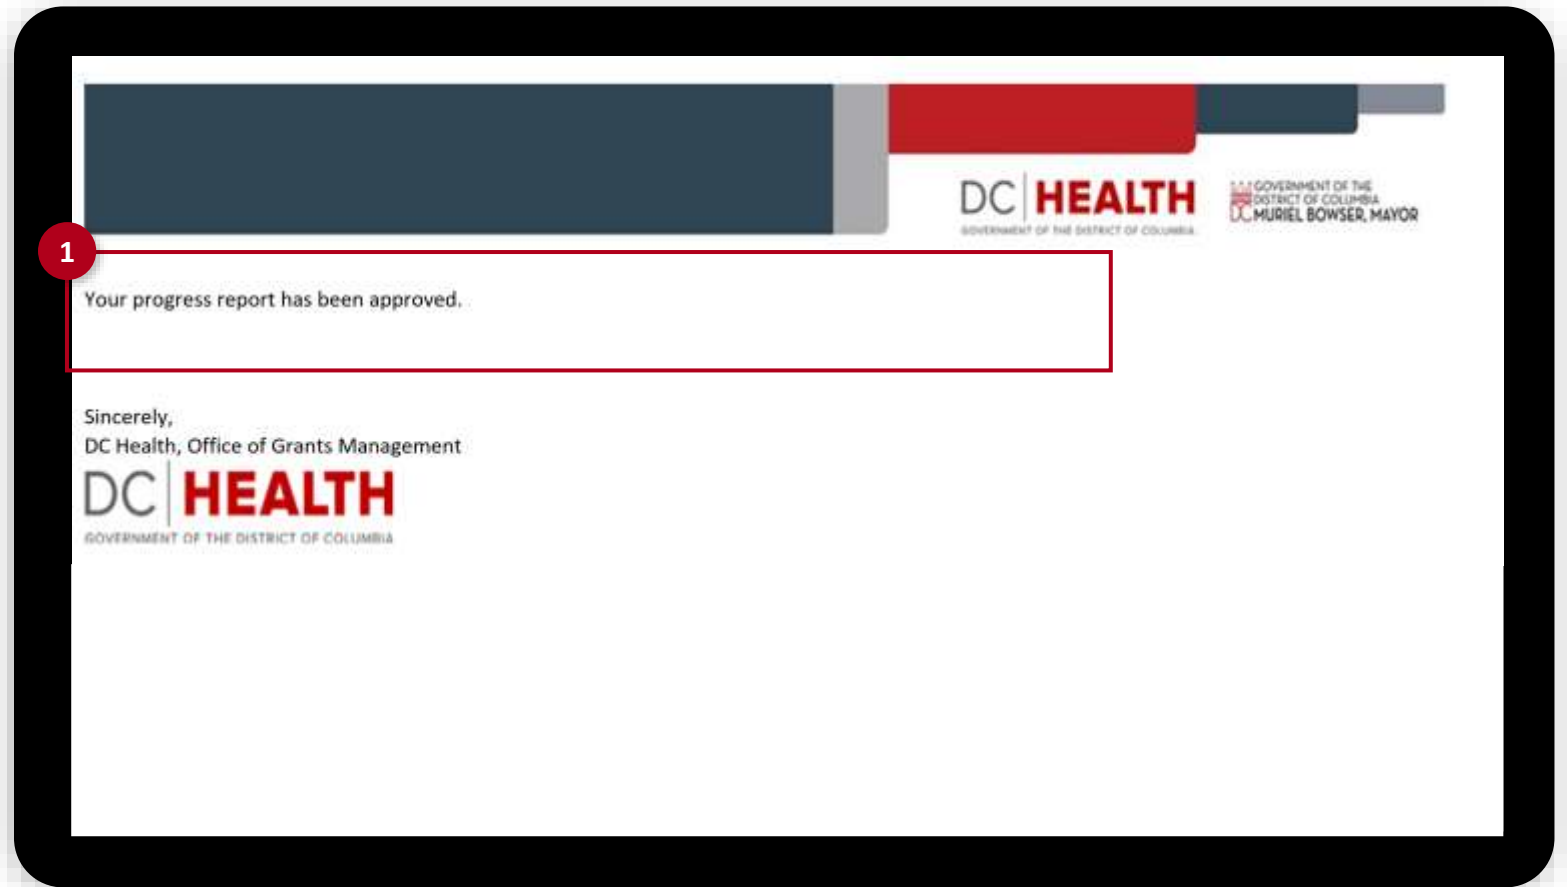 DC HEALTH
GOVERNMENT OF THE DISTRICT OF COLUMBIA
GOVERNMENT OF THE
DISTRICT OF COLUMBIA
DC MURIEL BOWSER, MAYOR
1
Your progress report has been approved.
Sincerely,
DC Health, Office of Grants Management
DC HEALTH
GOVERNMENT OF THE DISTRICT OF COLUMBIA